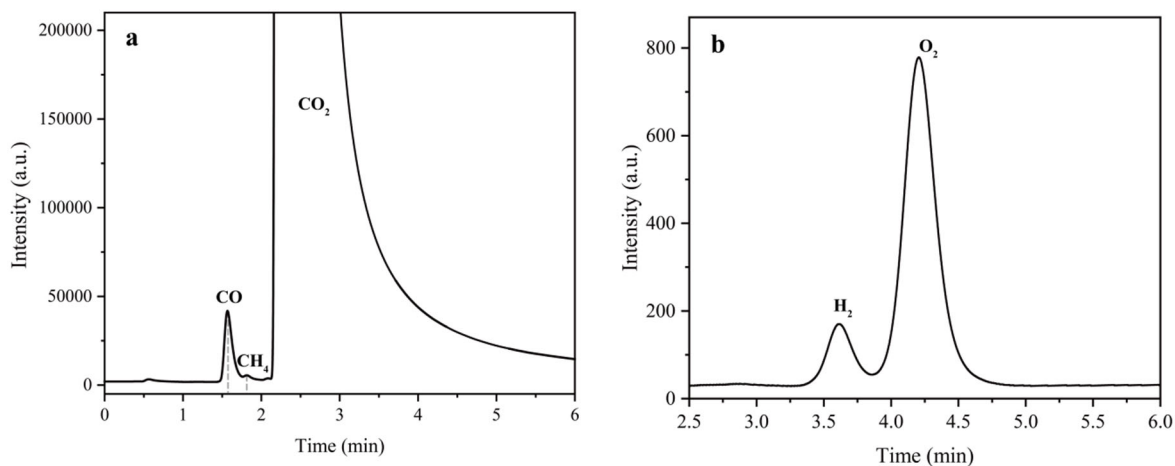 a
200000
150000
100000
50000
0
Intensity (a.u.)
CO
CH4
CO2
0 1 2 3 4 5 6
Time (min)
b
800
600
400
200
0
Intensity (a.u.)
H2
O2
2.5 3.0 3.5 4.0 4.5 5.0 5.5 6.0
Time (min)